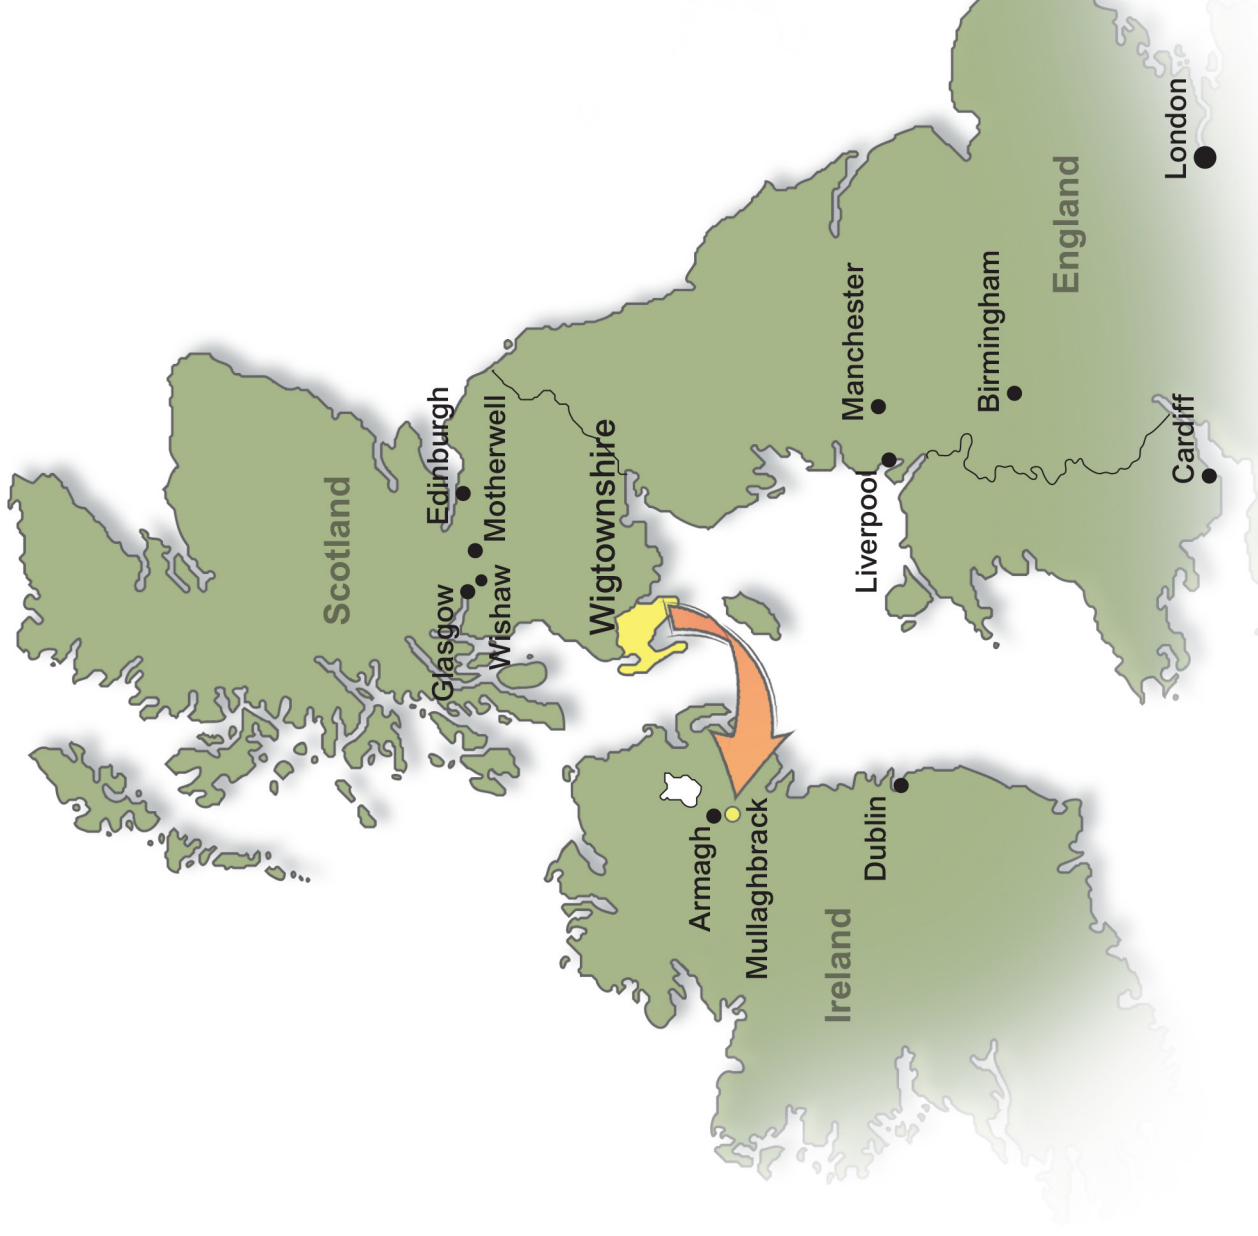 Scotland
Edinburgh
Motherwell
Glasgow
Wishaw
Wigtownshire
Armagh
Mullaghbrack
Ireland
Dublin
Manchester
Liverpool
Birmingham
England
London
Cardiff